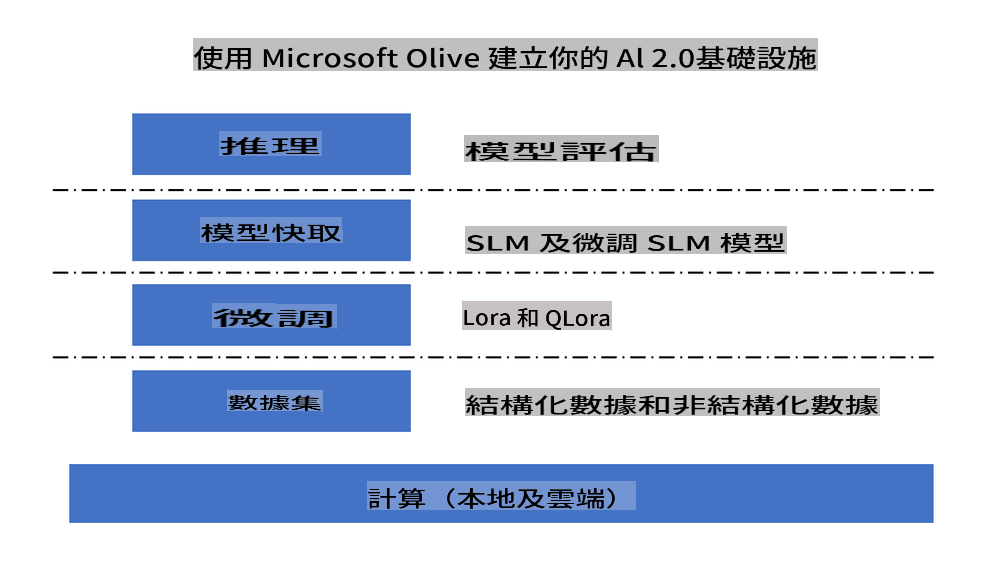 使用 Microsoft Olive 建立你的 Al 2.0基礎設施
推理
模型評估
模型快取
SLM 及微調 SLM 模型
微調
Lora 和 QLora
數據集
結構化數據和非結構化數據
計算（本地及雲端）